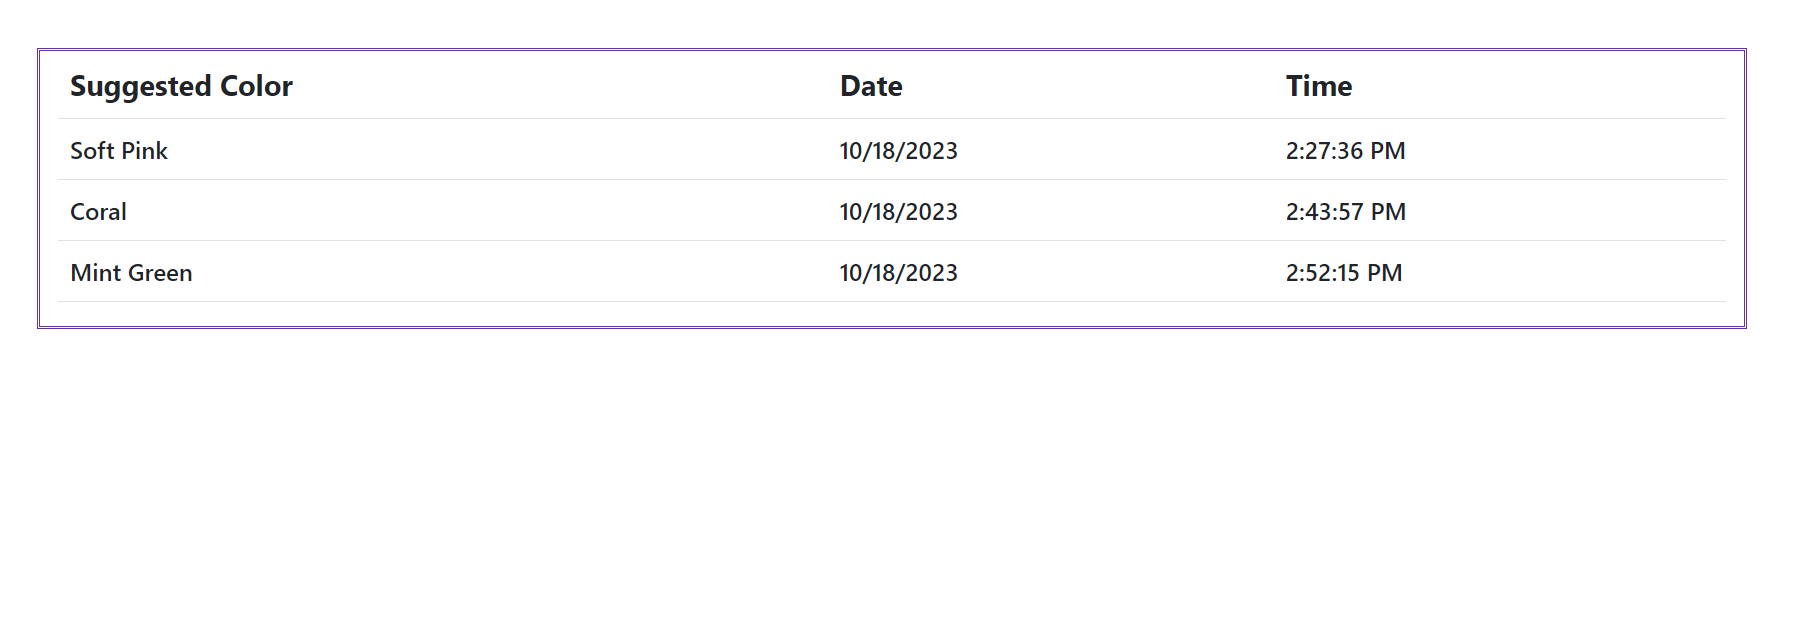 Suggested Color Date Time
Soft Pink 10/18/2023 2:27:36 PM
Coral 10/18/2023 2:43:57 PM
Mint Green 10/18/2023 2:52:15 PM